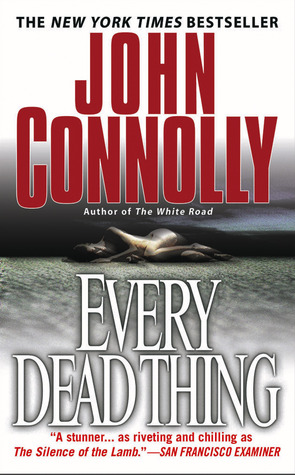 THE NEW YORK TIMES BESTSELLER
JOHN
CONNOLLY
Author of The White Road
EVERY
DEAD THING
"A stunner... as riveting and chilling as
The Silence of the Lamb."—SAN FRANCISCO EXAMINER